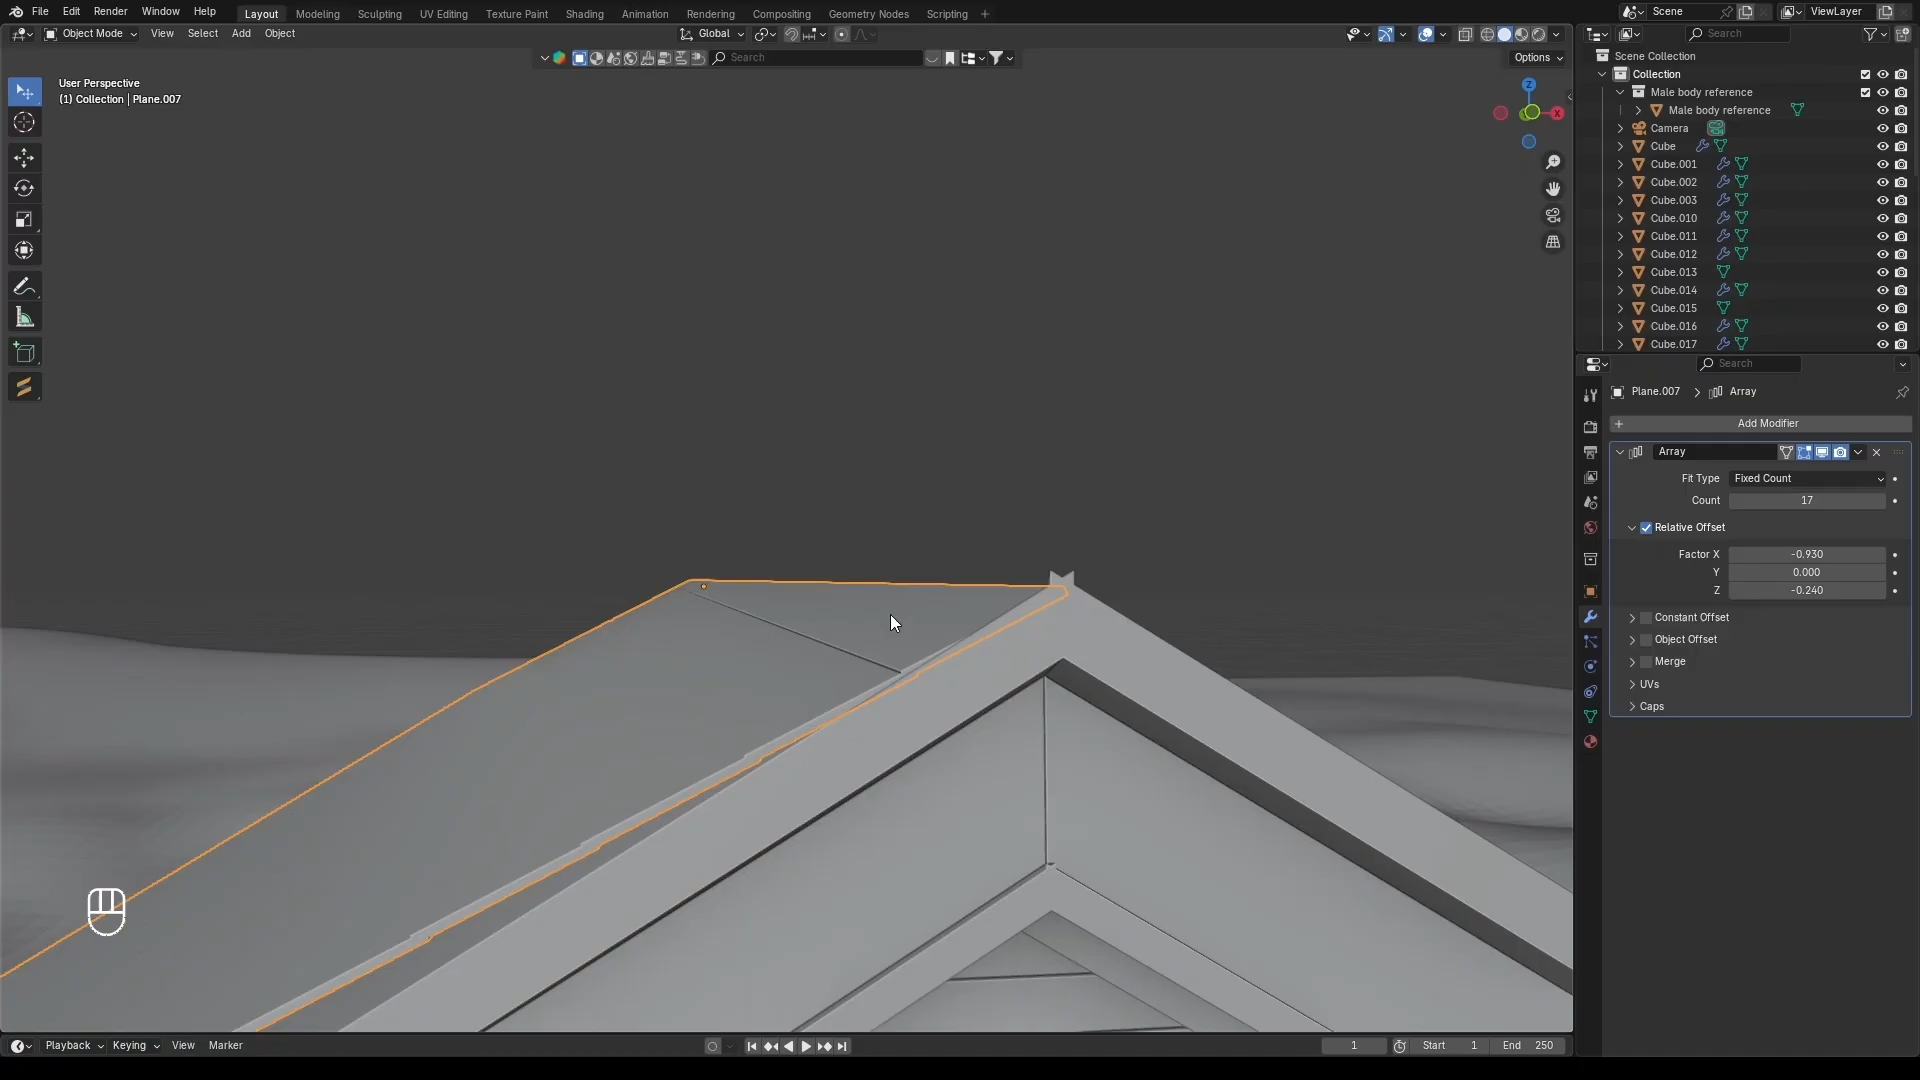 File Edit Render Window Help Layout Modeling Sculpting UV Editing Texture Paint Shading Animation Rendering Compositing Geometry Nodes Scripting
Scene ViewLayer
Object Mode View Select Add Object Global
Search
Search
Options
User Perspective
(1) Collection | Plane.007
Z
X
Scene Collection
Collection
Male body reference
Male body reference
Camera
Cube
Cube.001
Cube.002
Cube.003
Cube.010
Cube.011
Cube.012
Cube.013
Cube.014
Cube.015
Cube.016
Cube.017
Search
Plane.007 Array
Add Modifier
Array
Fit Type Fixed Count
Count 17
Relative Offset
Factor X -0.930
Y 0.000
Z -0.240
Constant Offset
Object Offset
Merge
UVs
Caps
Playback Keying View Marker 1 Start 1 End 250